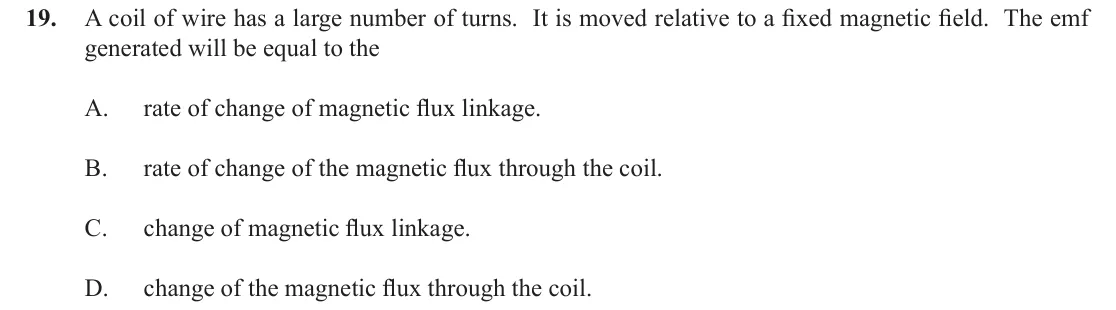 19. A coil of wire has a large number of turns. It is moved relative to a fixed magnetic field. The emf
generated will be equal to the
A. rate of change of magnetic flux linkage.
B. rate of change of the magnetic flux through the coil.
C. change of magnetic flux linkage.
D. change of the magnetic flux through the coil.